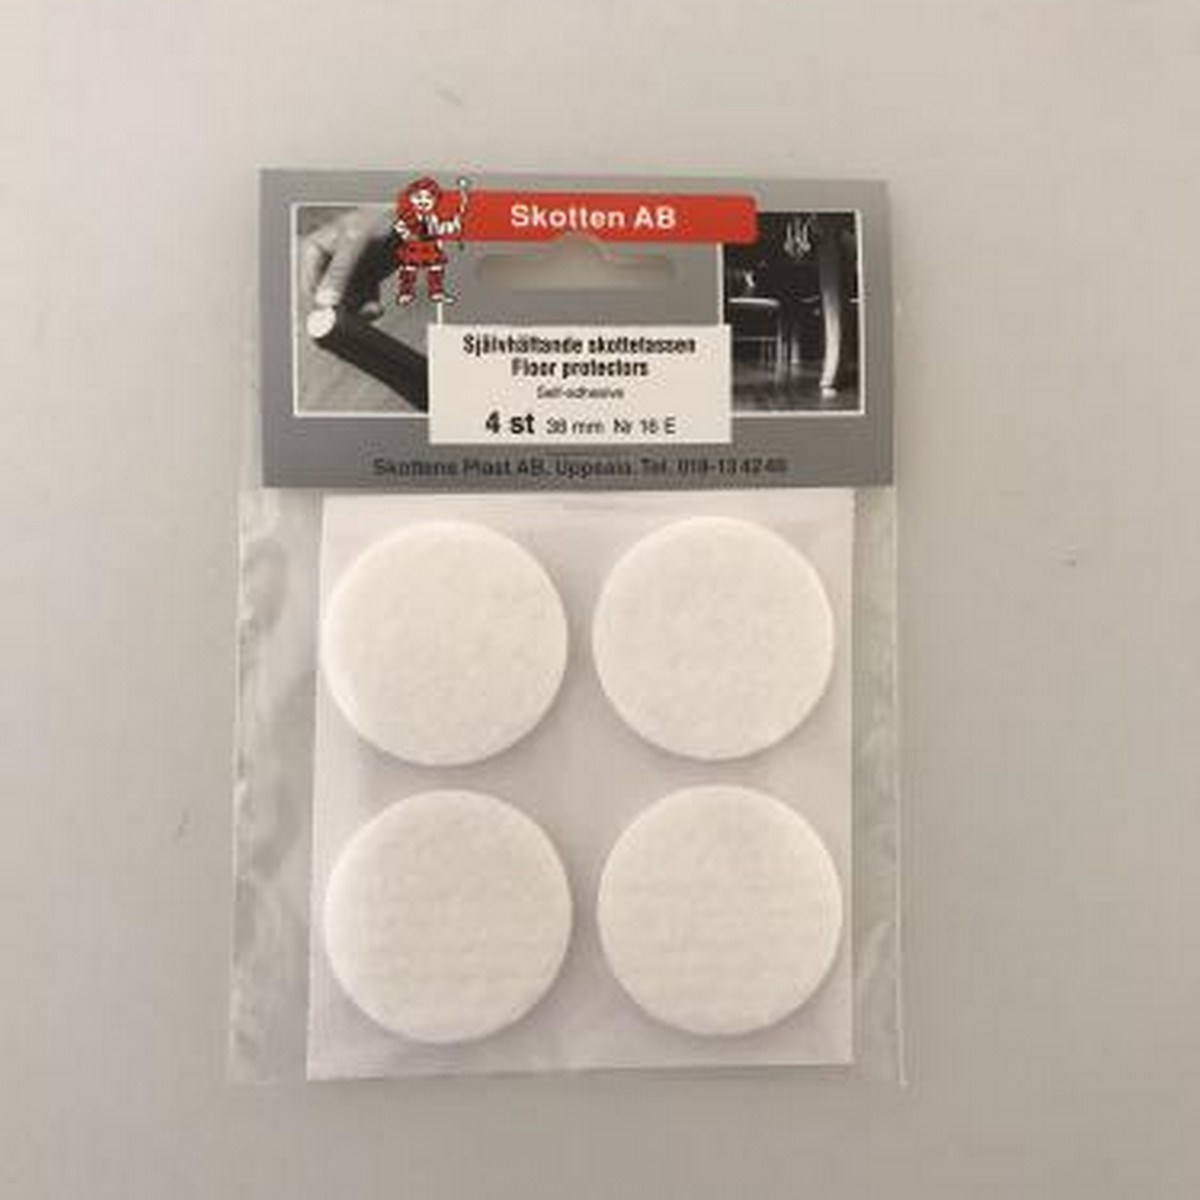 Skotten AB
Självhäftande skottetassen
Floor protectors
Self-adhesive
4 st 38 mm Nr 16 E
Skottens Plast AB, Uppsala. Tel. 018-13 42 48